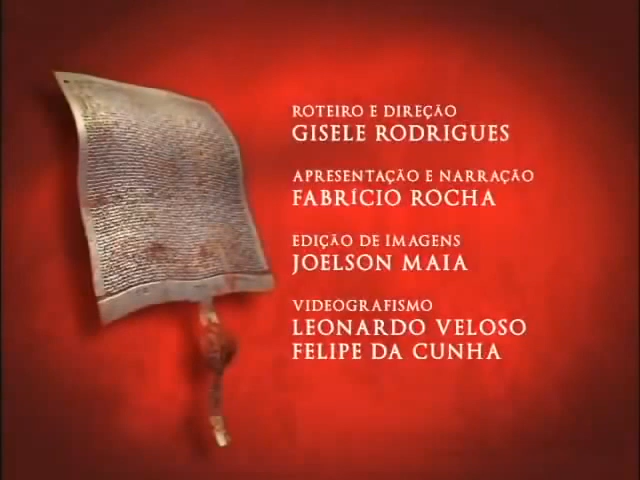 ROTEIRO E DIREÇÃO
GISELE RODRIGUES
APRESENTAÇÃO E NARRAÇÃO
FABRÍCIO ROCHA
EDIÇÃO DE IMAGENS
JOELSON MAIA
VIDEOGRAFISMO
LEONARDO VELOSO
FELIPE DA CUNHA